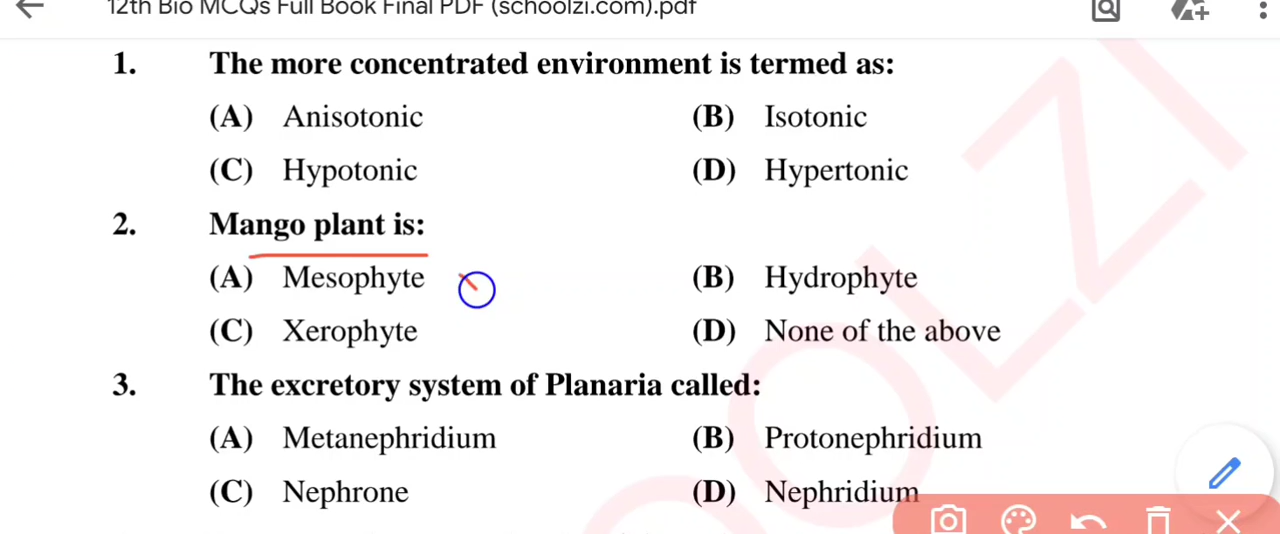 12th Bio MCQs Full Book Final PDF (schoolzi.com).pdf
1. The more concentrated environment is termed as:
(A) Anisotonic (B) Isotonic
(C) Hypotonic (D) Hypertonic
2. Mango plant is:
(A) Mesophyte (B) Hydrophyte
(C) Xerophyte (D) None of the above
3. The excretory system of Planaria called:
(A) Metanephridium (B) Protonephridium
(C) Nephrone (D) Nephridium
OLZI